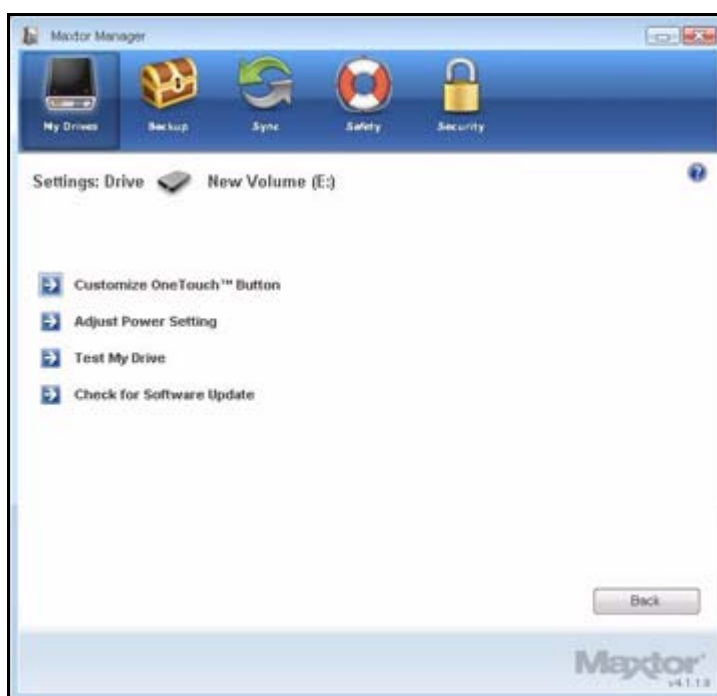 Maxtor Manager
My Drives Backup Sync Safety Security
Settings: Drive New Volume (E:)
Customize OneTouch™ Button
Adjust Power Setting
Test My Drive
Check for Software Update
Back
Maxtor